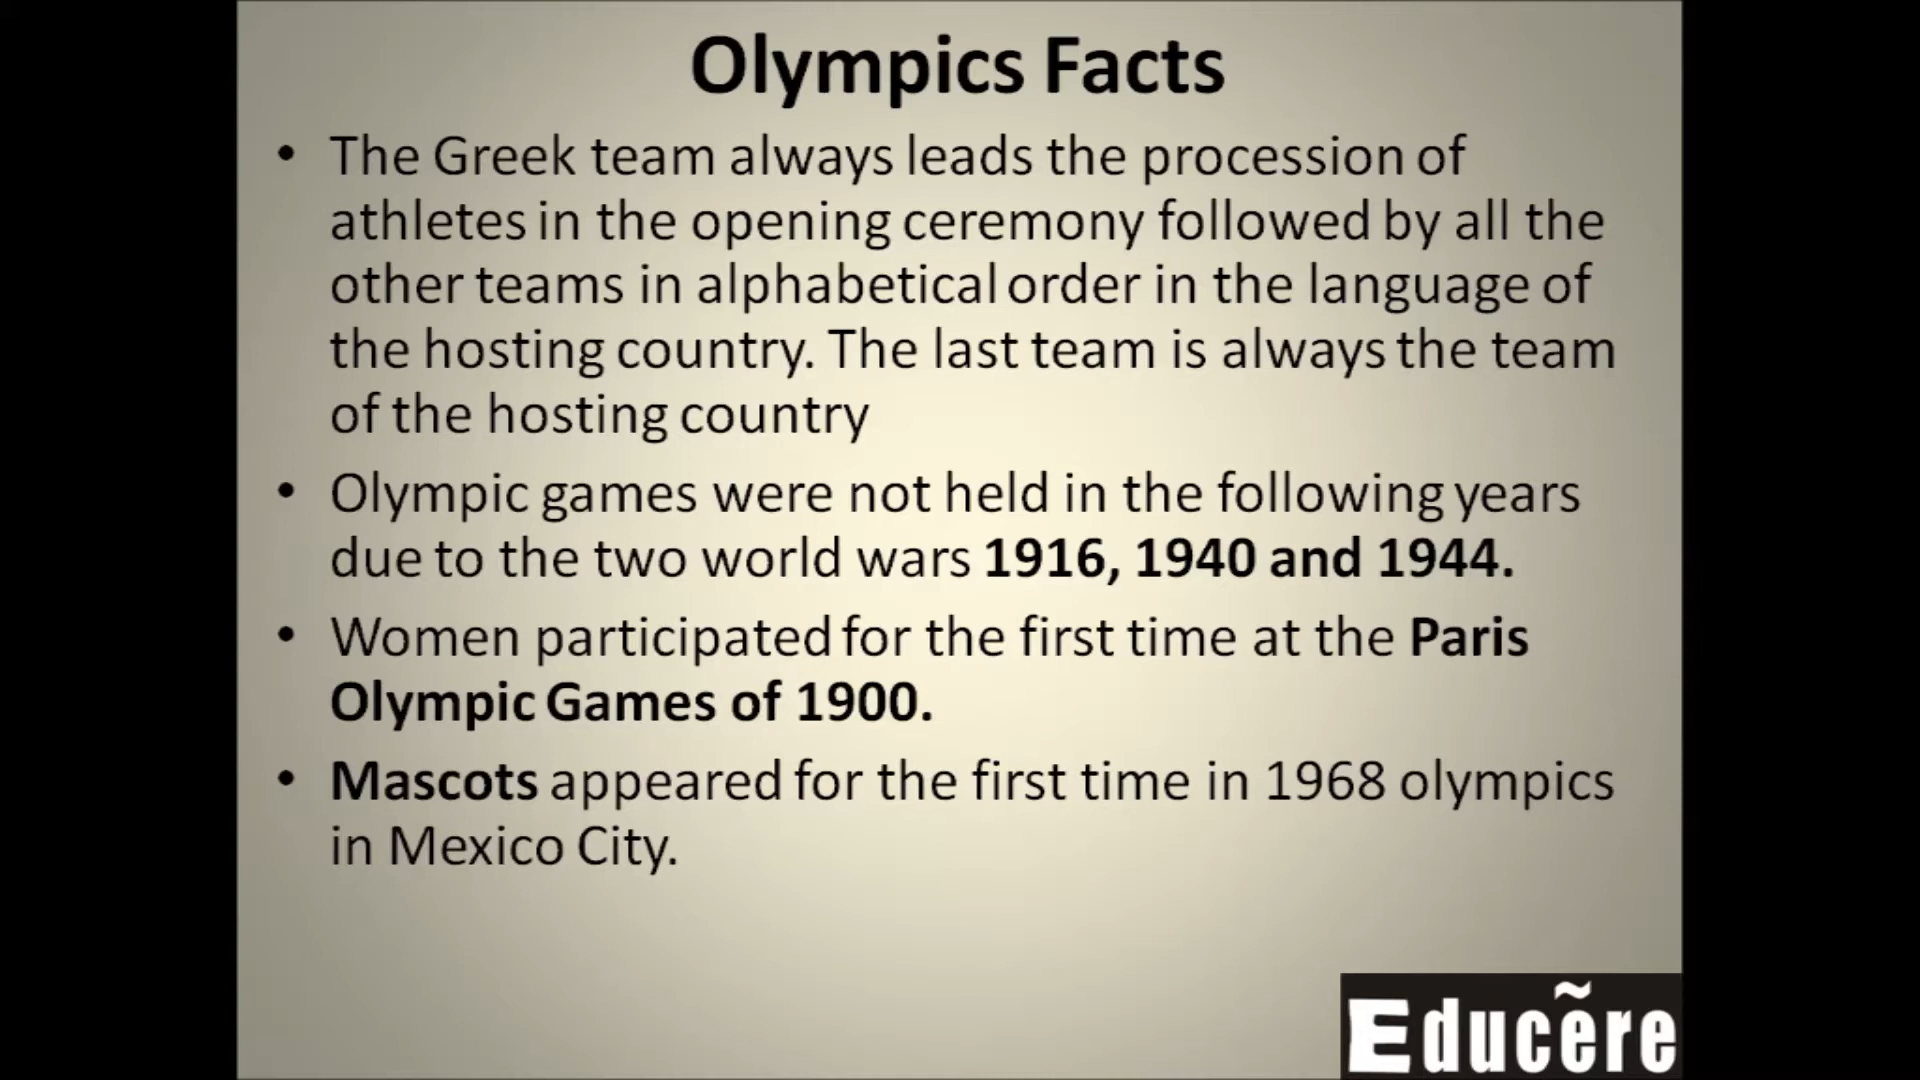 Olympics Facts
• The Greek team always leads the procession of
athletes in the opening ceremony followed by all the
other teams in alphabetical order in the language of
the hosting country. The last team is always the team
of the hosting country
• Olympic games were not held in the following years
due to the two world wars 1916, 1940 and 1944.
• Women participated for the first time at the Paris
Olympic Games of 1900.
• Mascots appeared for the first time in 1968 olympics
in Mexico City.
Educẽre